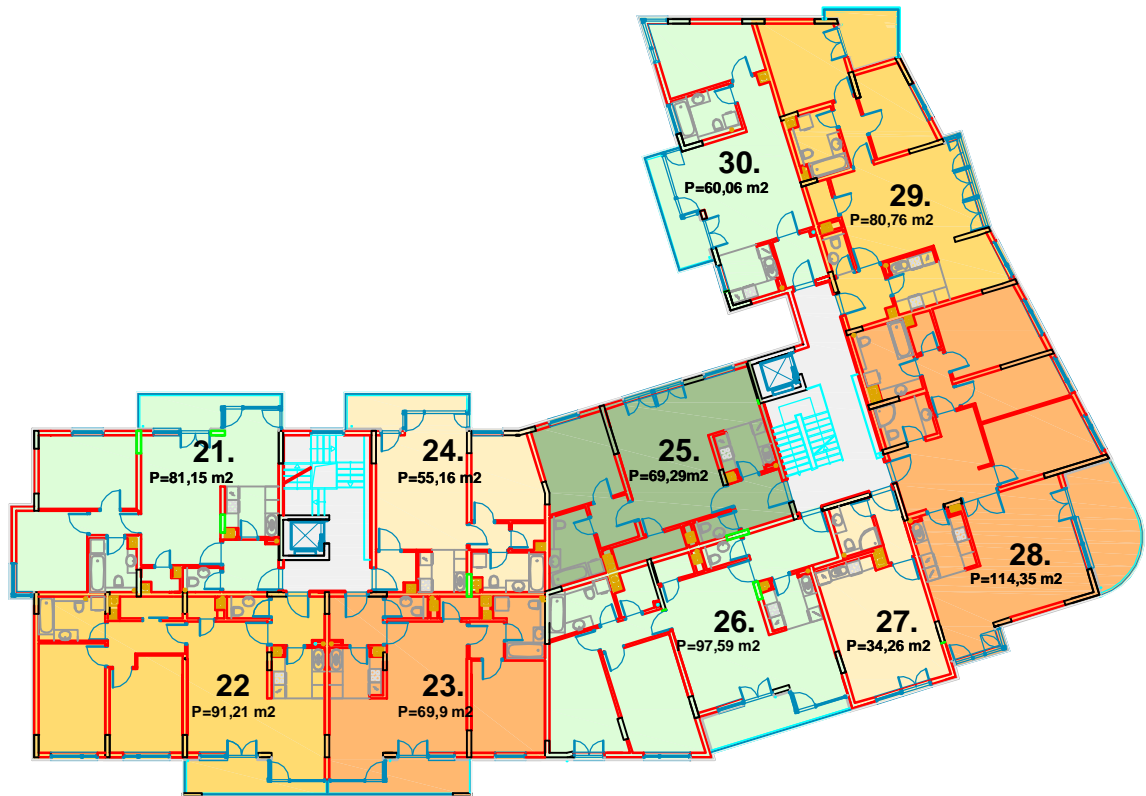 30.
P=60,06 m2
29.
P=80,76 m2
21.
P=81,15 m2
24.
P=55,16 m2
25.
P=69,29m2
28.
P=114,35 m2
26.
P=97,59 m2
27.
P=34,26 m2
22
P=91,21 m2
23.
P=69,9 m2